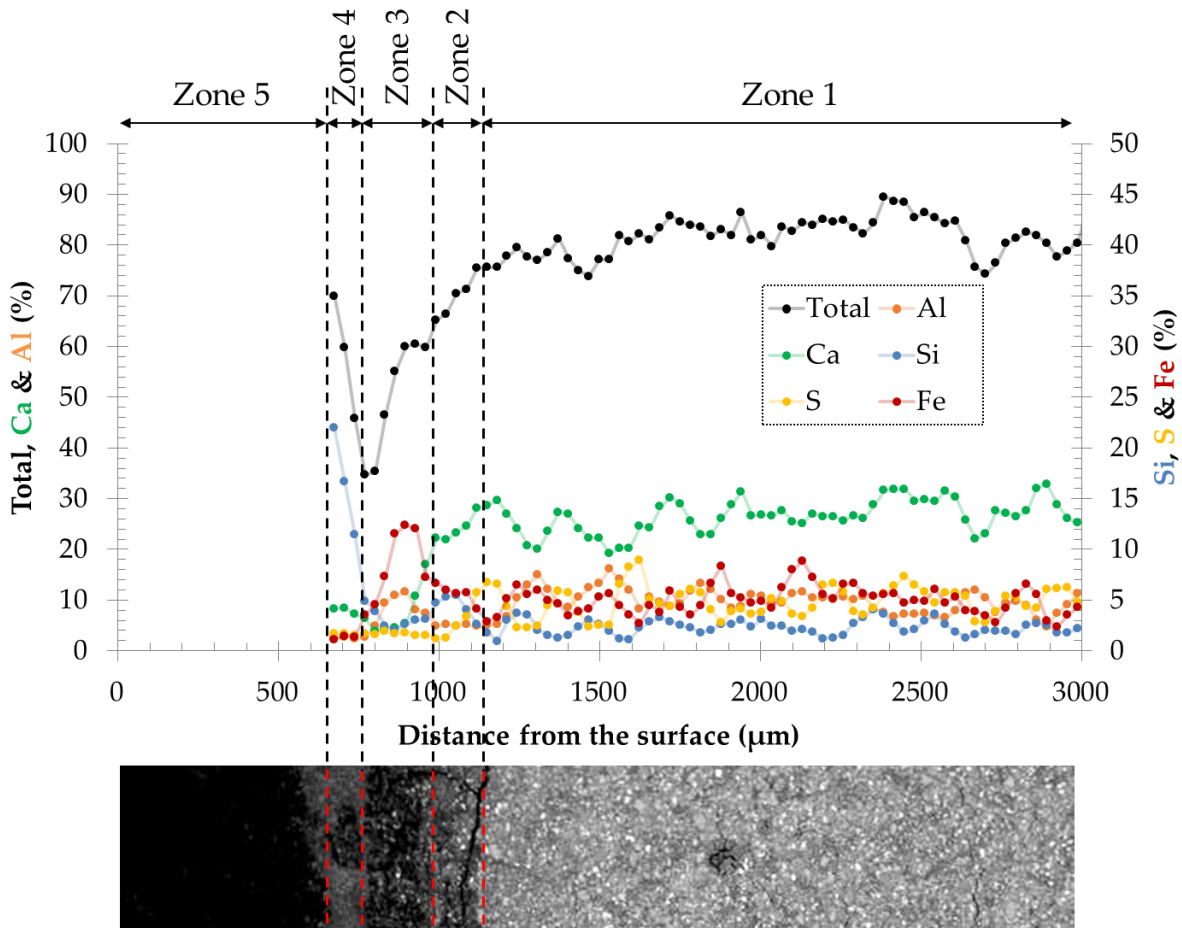 Zone 5
Zone 4
Zone 3
Zone 2
Zone 1
Total, Ca & Al (%)
100
90
80
70
60
50
40
30
20
10
0
50
45
40
35
30
25
20
15
10
5
0
Si, S & Fe (%)
Total
Al
Ca
Si
S
Fe
0
500
1000
1500
2000
2500
3000
Distance from the surface (µm)